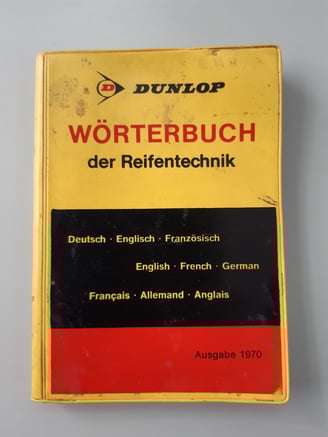 D DUNLOP
WÖRTERBUCH
der Reifentechnik
Deutsch · Englisch · Französisch
English · French · German
Français · Allemand · Anglais
Ausgabe 1970